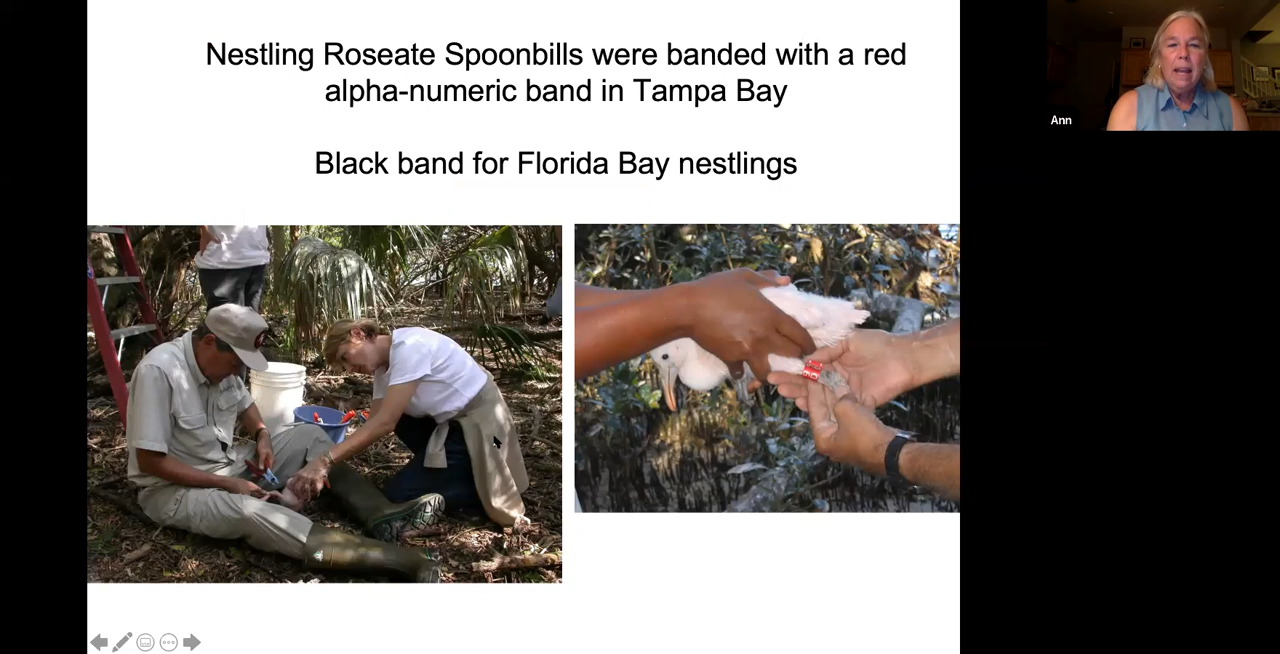 Nestling Roseate Spoonbills were banded with a red
alpha-numeric band in Tampa Bay
Black band for Florida Bay nestlings
Ann